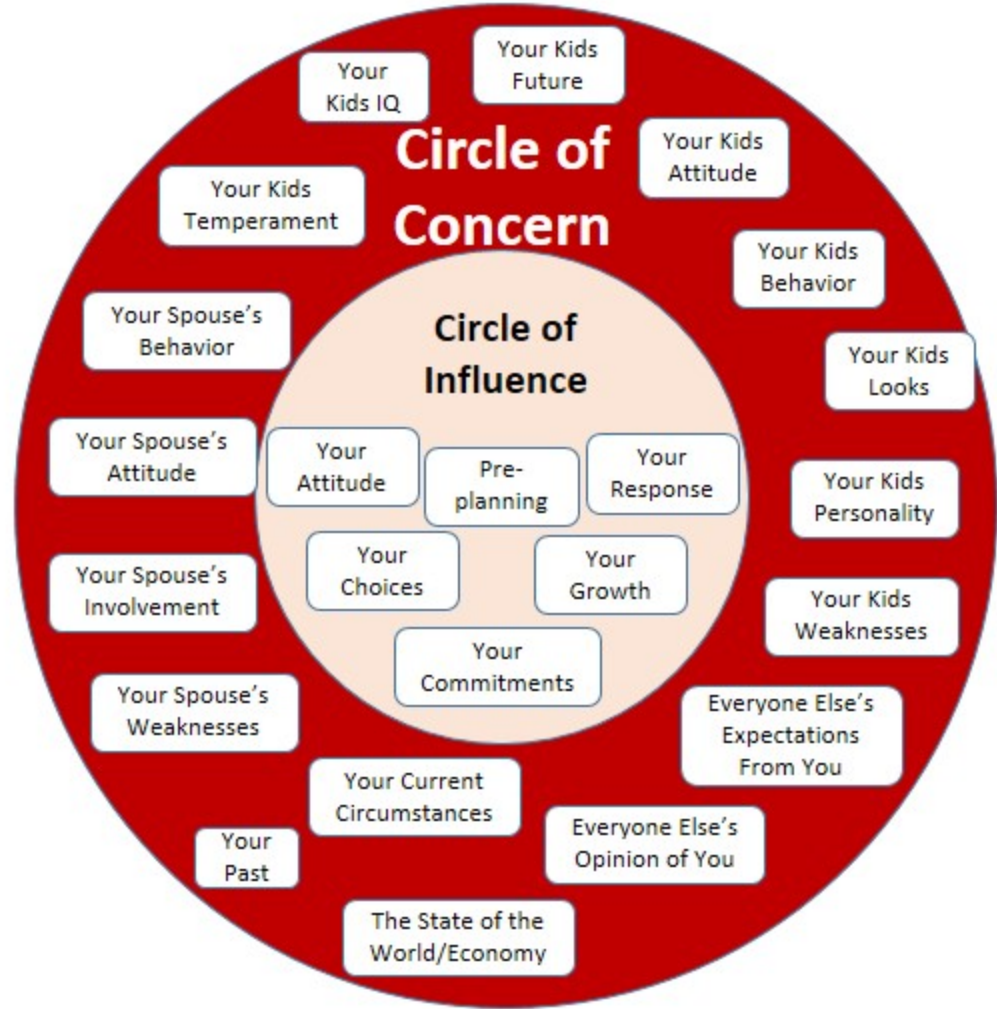 Your Kids
Future
Your
Kids IQ
Circle of
Concern
Your Kids
Attitude
Your Kids
Temperament
Your Kids
Behavior
Your Spouse's
Behavior
Circle of
Influence
Your Kids
Looks
Your Spouse's
Attitude
Your
Attitude
Pre-
planning
Your
Response
Your Kids
Personality
Your Spouse's
Involvement
Your
Choices
Your
Growth
Your Kids
Weaknesses
Your
Commitments
Your Spouse's
Weaknesses
Everyone Else's
Expectations
From You
Your Current
Circumstances
Everyone Else's
Opinion of You
Your
Past
The State of the
World/Economy